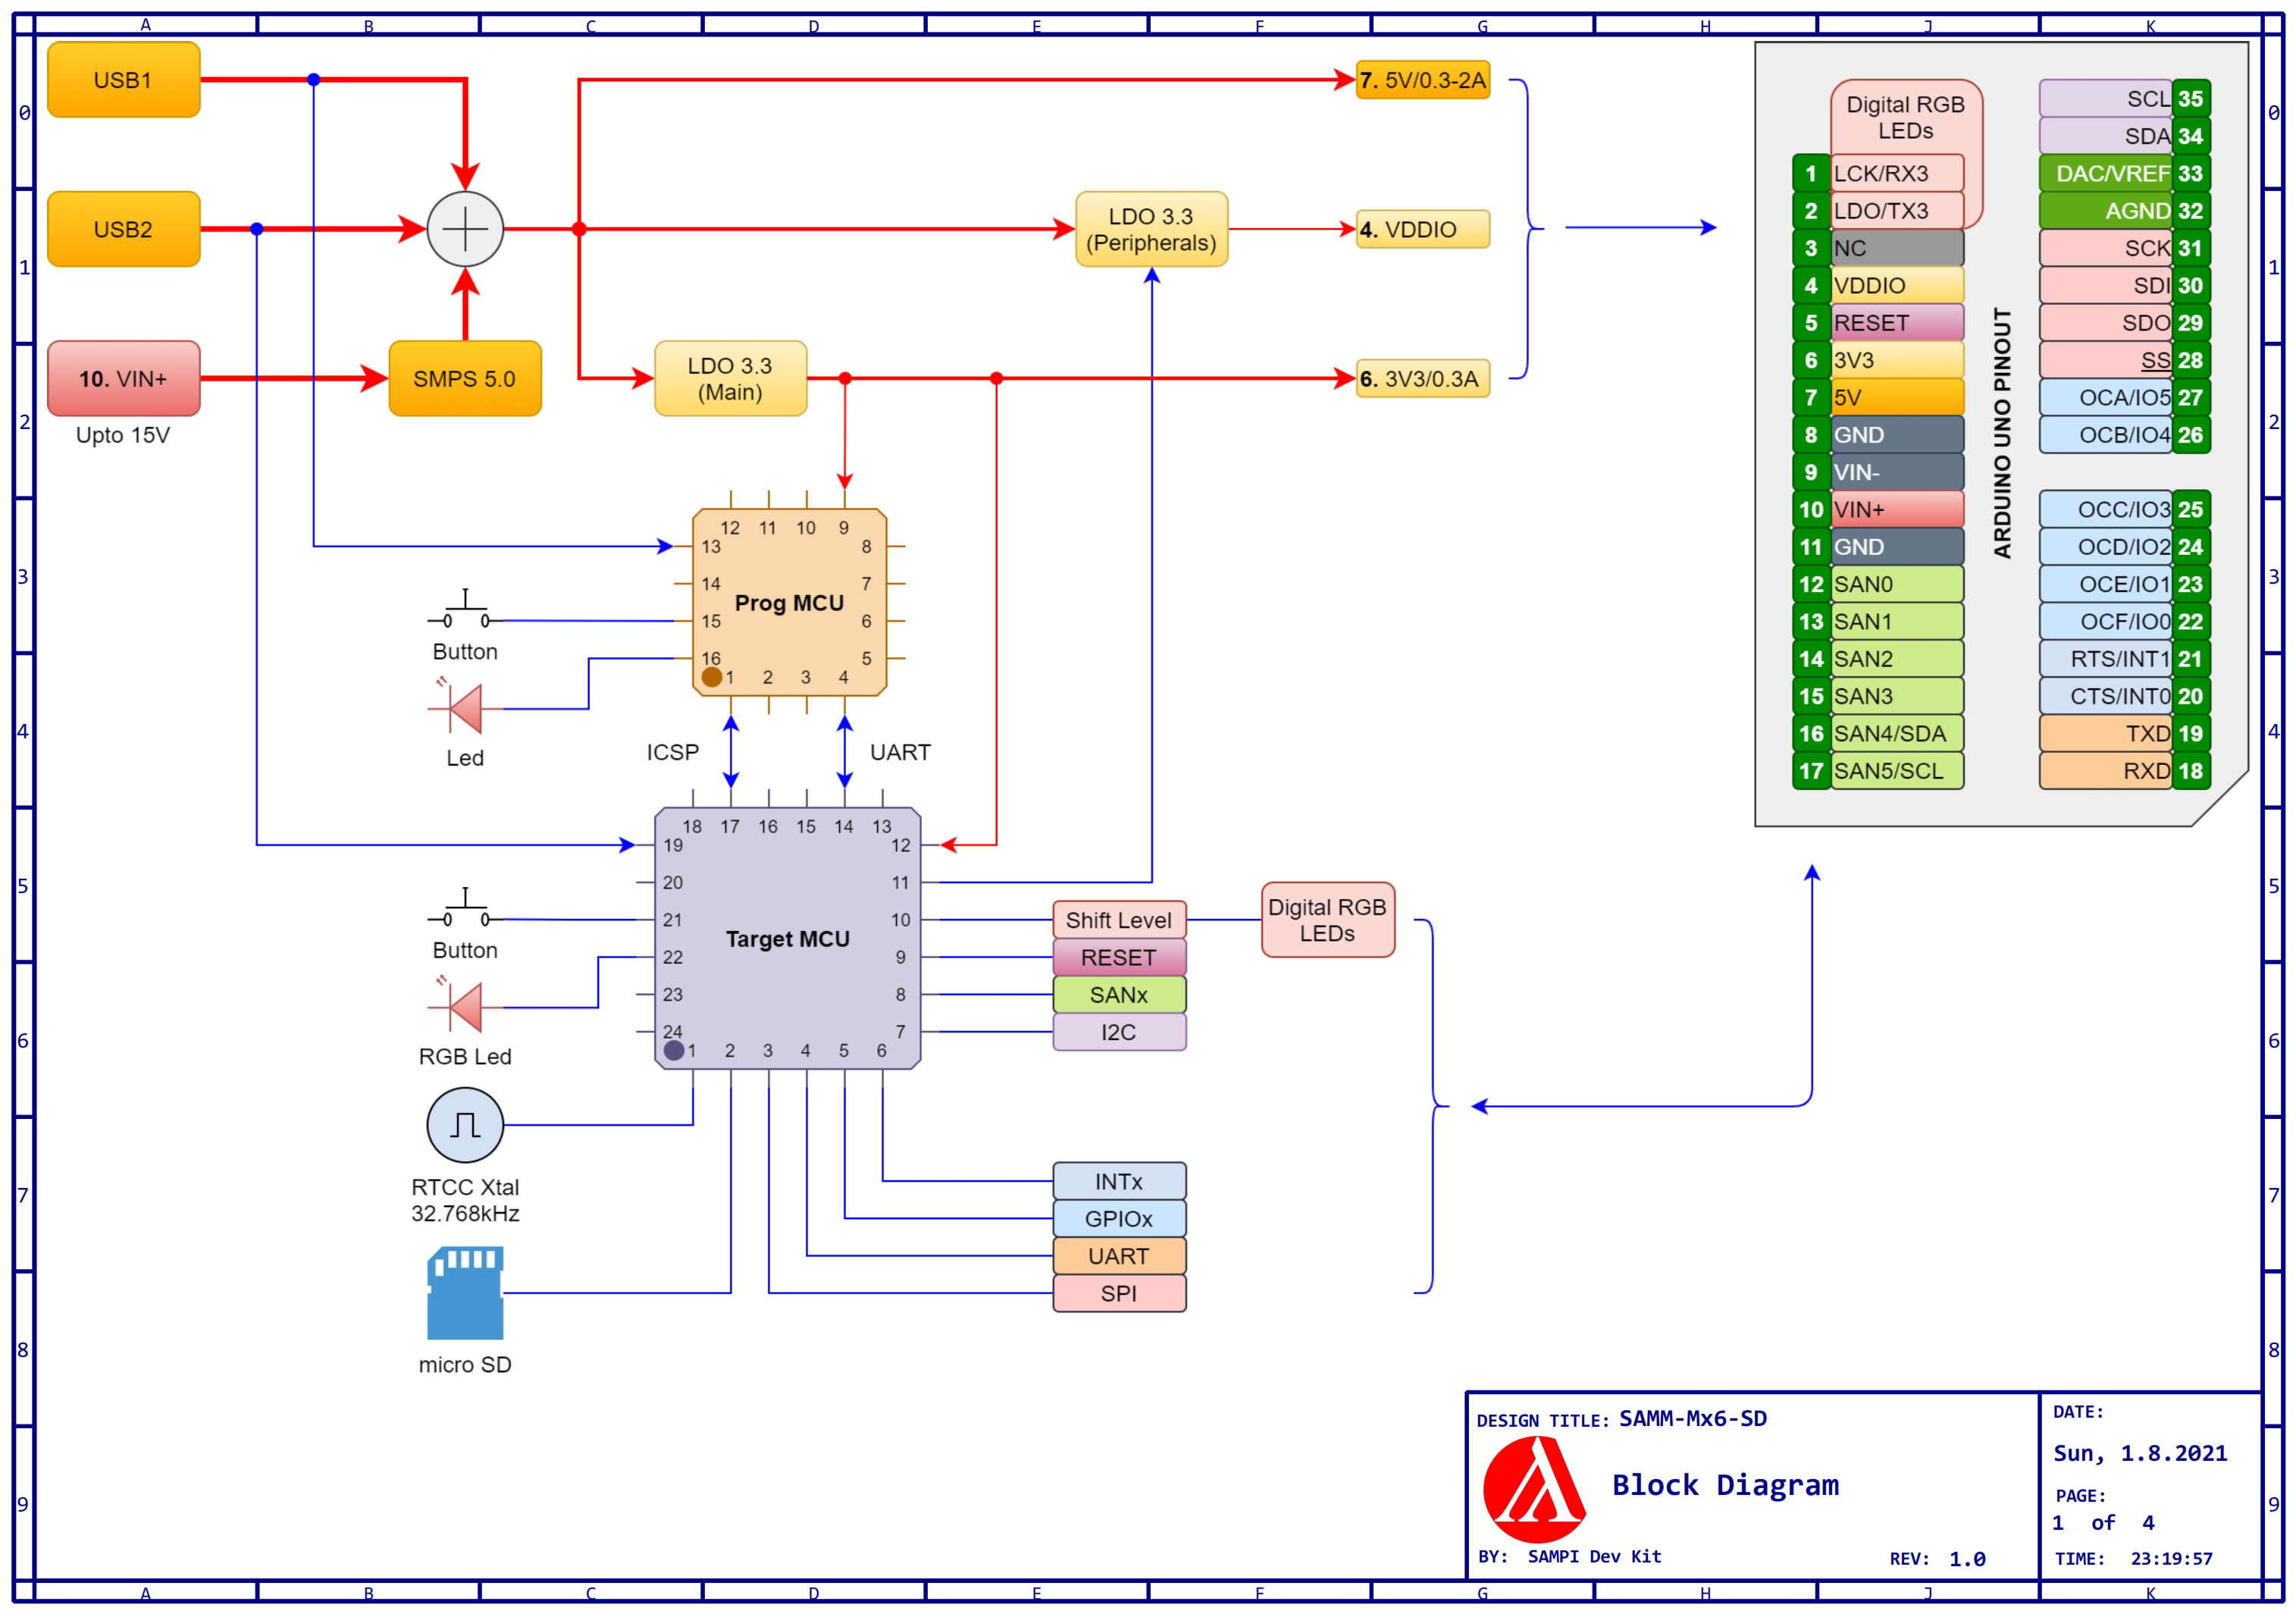 A B C D E F G H J K
0
1
2
3
4
5
6
7
8
9
0
1
2
3
4
5
6
7
8
9
USB1
USB2
10. VIN+
Upto 15V
SMPS 5.0
LDO 3.3
(Main)
LDO 3.3
(Peripherals)
7. 5V/0.3-2A
4. VDDIO
6. 3V3/0.3A
12 11 10 9
13
14
15
16
8
7
6
5
Prog MCU
1 2 3 4
Button
Led
ICSP
UART
18 17 16 15 14 13
19
20
21
22
23
24
12
11
10
9
8
7
Target MCU
1 2 3 4 5 6
Button
RGB Led
RTCC Xtal
32.768kHz
micro SD
Shift Level
RESET
SANx
I2C
Digital RGB
LEDs
INTx
GPIOx
UART
SPI
Digital RGB
LEDs
1 LCK/RX3
2 LDO/TX3
3 NC
4 VDDIO
5 RESET
6 3V3
7 5V
8 GND
9 VIN-
10 VIN+
11 GND
12 SAN0
13 SAN1
14 SAN2
15 SAN3
16 SAN4/SDA
17 SAN5/SCL
ARDUINO UNO PINOUT
SCL 35
SDA 34
DAC/VREF 33
AGND 32
SCK 31
SDI 30
SDO 29
SS 28
OCA/IO5 27
OCB/IO4 26
OCC/IO3 25
OCD/IO2 24
OCE/IO1 23
OCF/IO0 22
RTS/INT1 21
CTS/INT0 20
TXD 19
RXD 18
DESIGN TITLE: SAMM-Mx6-SD
Block Diagram
BY: SAMPI Dev Kit
REV: 1.0
DATE:
Sun, 1.8.2021
PAGE:
1 of 4
TIME: 23:19:57
A B C D E F G H J K